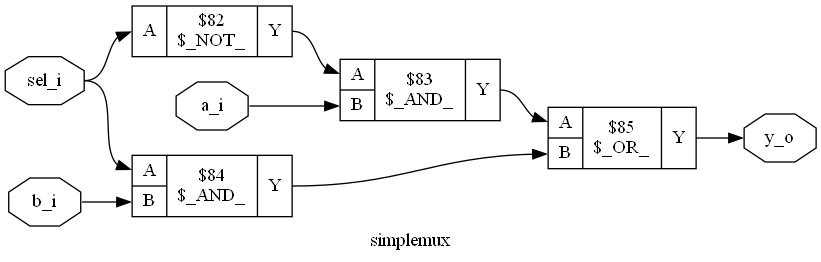 sel_i
A
$82
$_NOT_
Y
a_i
A
B
$83
$_AND_
Y
b_i
A
B
$84
$_AND_
Y
A
B
$85
$_OR_
Y
y_o
simplemux